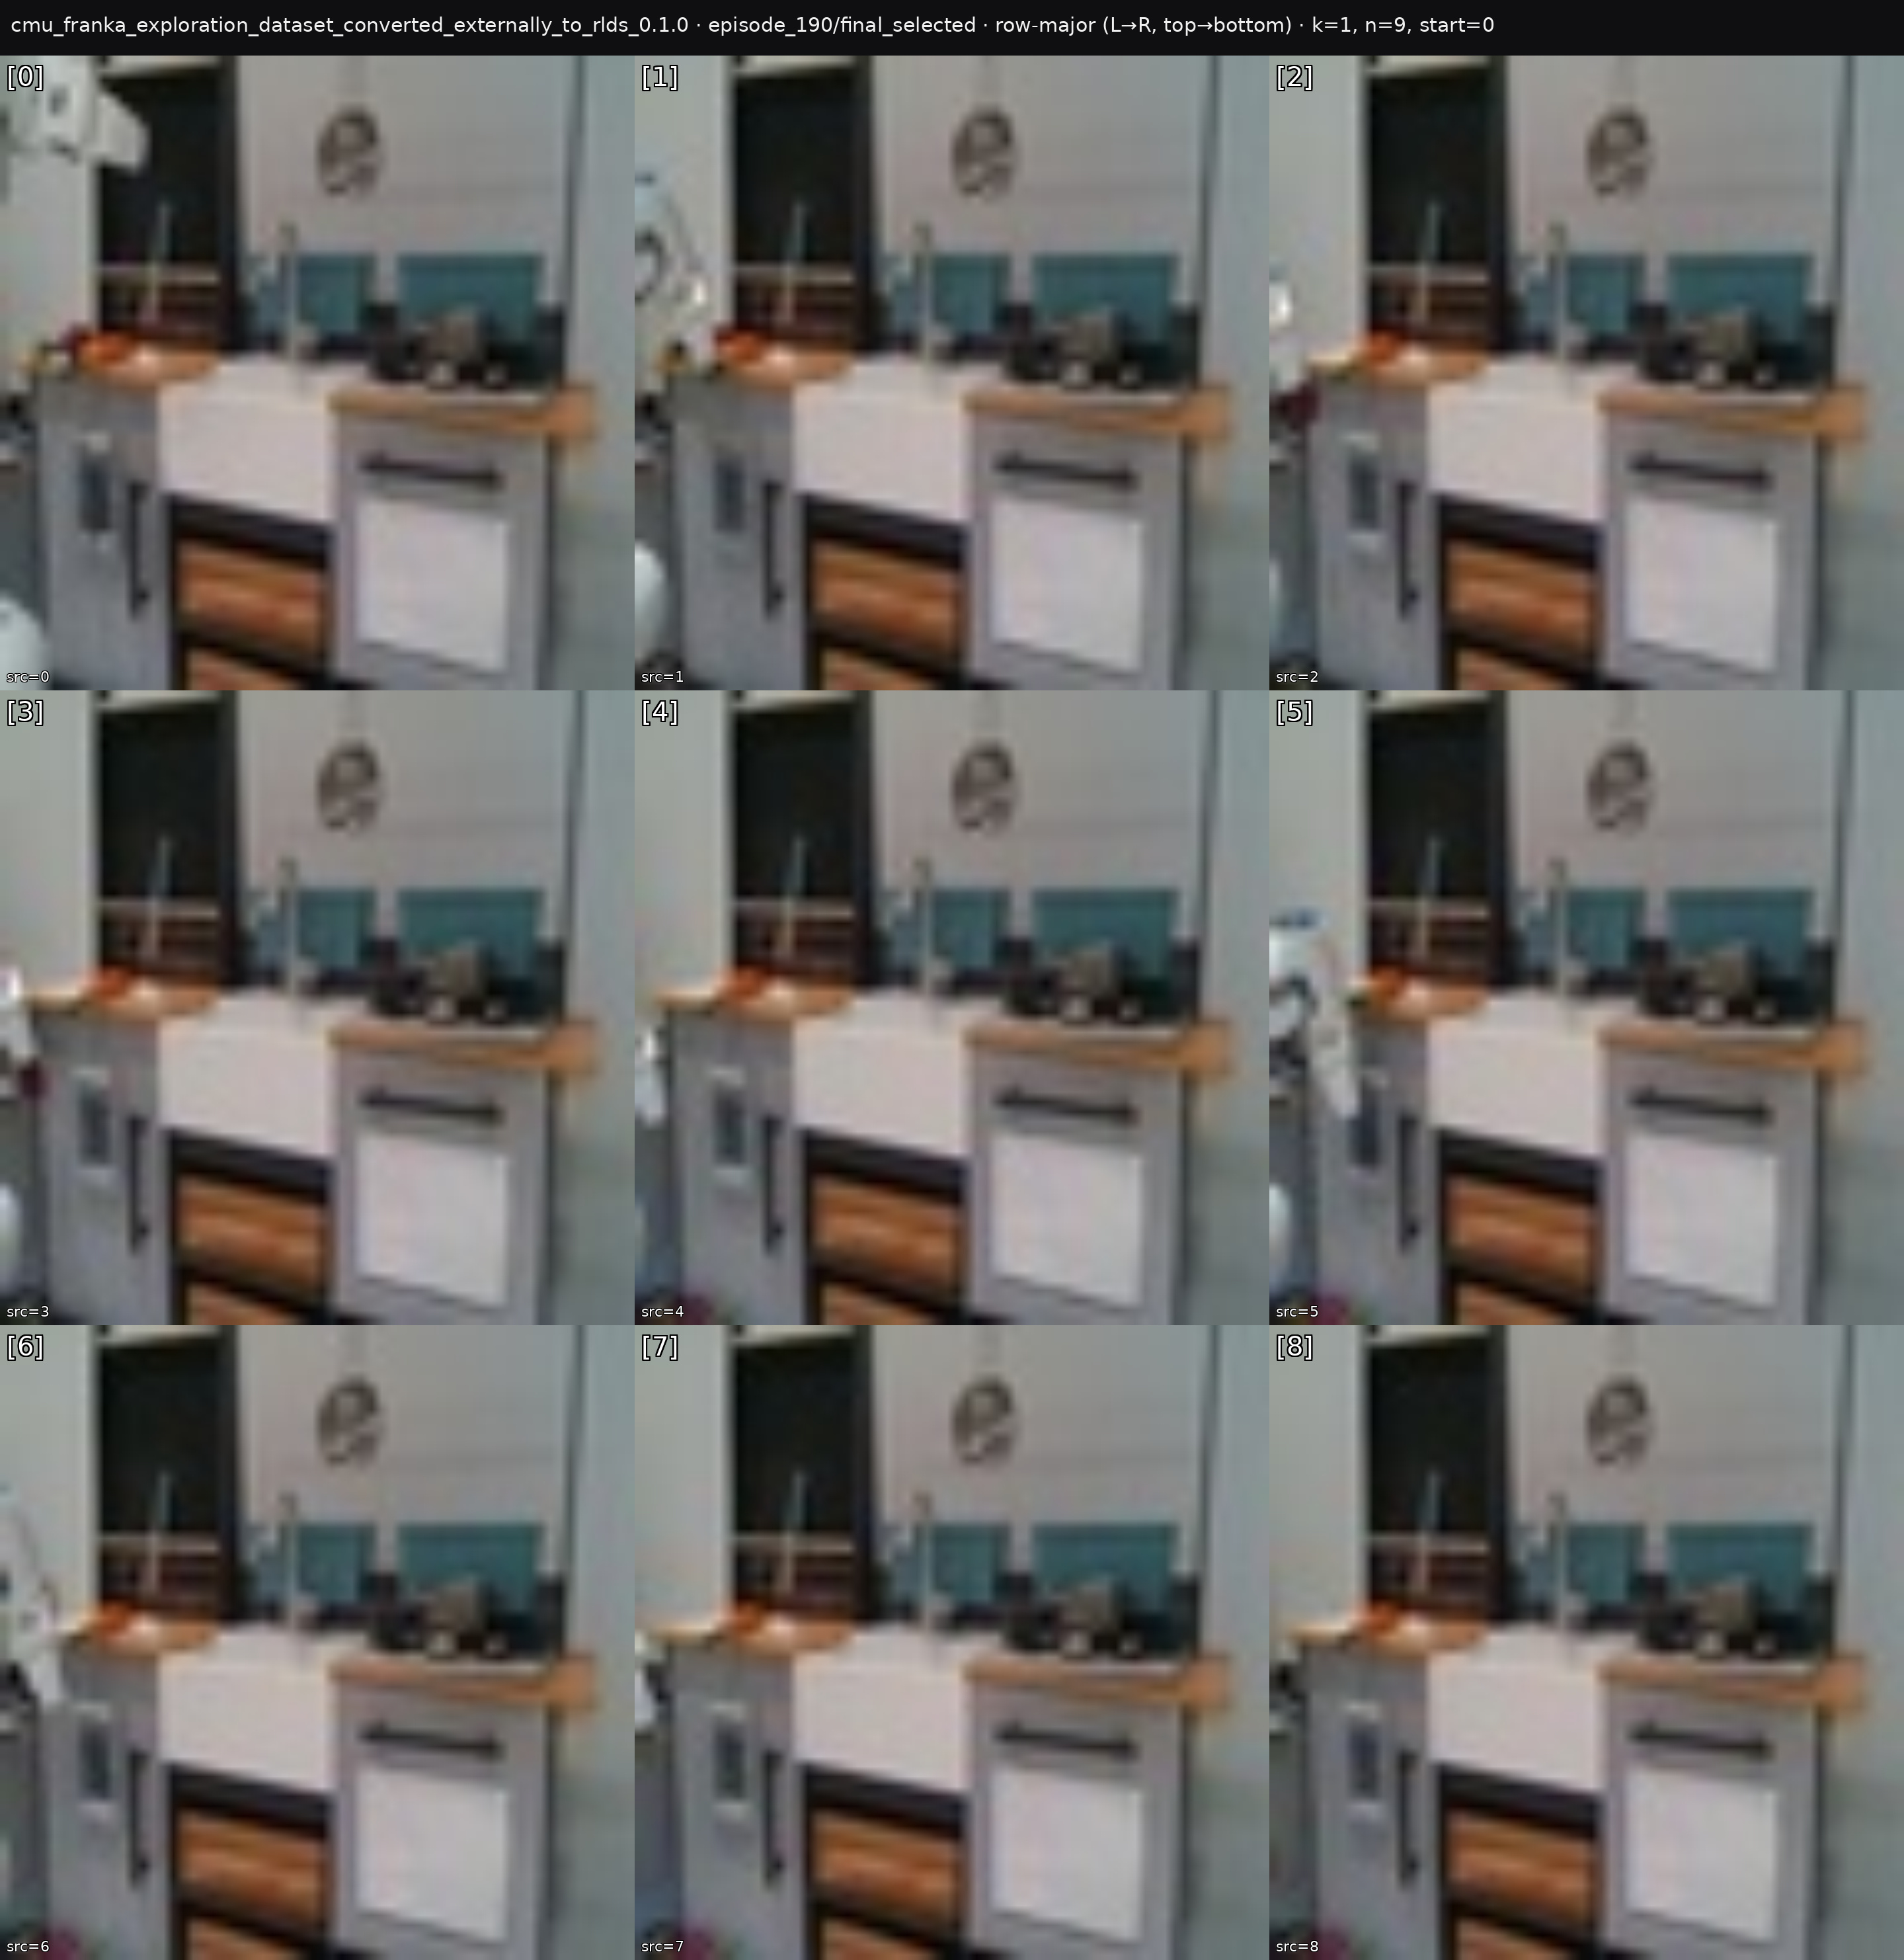 cmu_franka_exploration_dataset_converted_externally_to_rlds_0.1.0 · episode_190/final_selected · row-major (L→R, top→bottom) · k=1, n=9, start=0
[0]
[1]
[2]
src=0
src=1
src=2
[3]
[4]
[5]
src=3
src=4
src=5
[6]
[7]
[8]
src=6
src=7
src=8